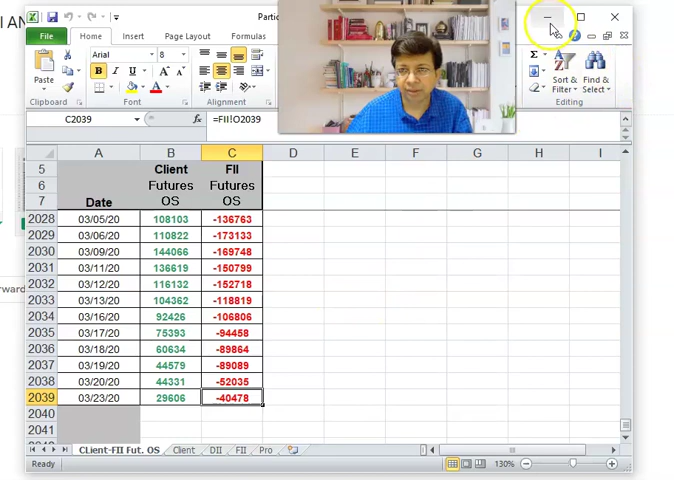 I AN
Partic
File
Home
Insert
Page Layout
Formulas
Paste
Clipboard
Arial
8
B
A
A
A
Font
Alignment
Σ
Sort & Filter
Find & Select
Editing
C2039
fx
=FII!O2039
A B C D E F G H I
5 Client FII
6 Futures Futures
7 Date OS OS
2028 03/05/20 108103 -136763
2029 03/06/20 110822 -173133
2030 03/09/20 144066 -169748
2031 03/11/20 136619 -150799
2032 03/12/20 116132 -152718
2033 03/13/20 104362 -118819
2034 03/16/20 92426 -106806
2035 03/17/20 75393 -94458
2036 03/18/20 60634 -89864
2037 03/19/20 44579 -89089
2038 03/20/20 44331 -52035
2039 03/23/20 29606 -40478
2040
2041
CLient-FII Fut. OS Client DII FII Pro
Ready
130%
orward